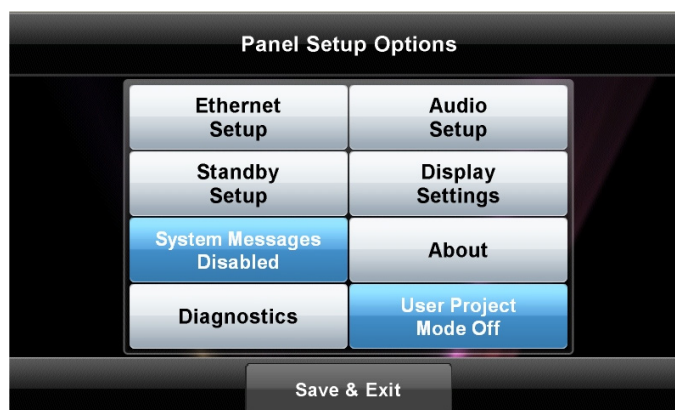 Panel Setup Options
Ethernet
Setup
Audio
Setup
Standby
Setup
Display
Settings
System Messages
Disabled
About
Diagnostics
User Project
Mode Off
Save & Exit